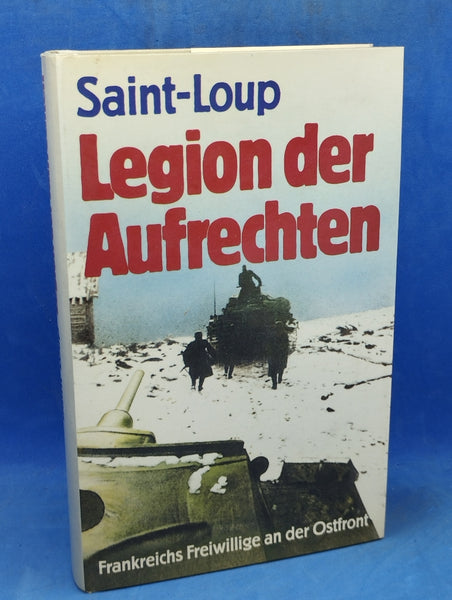 Saint-Loup
Legion der
Aufrechten
Frankreichs Freiwillige an der Ostfront